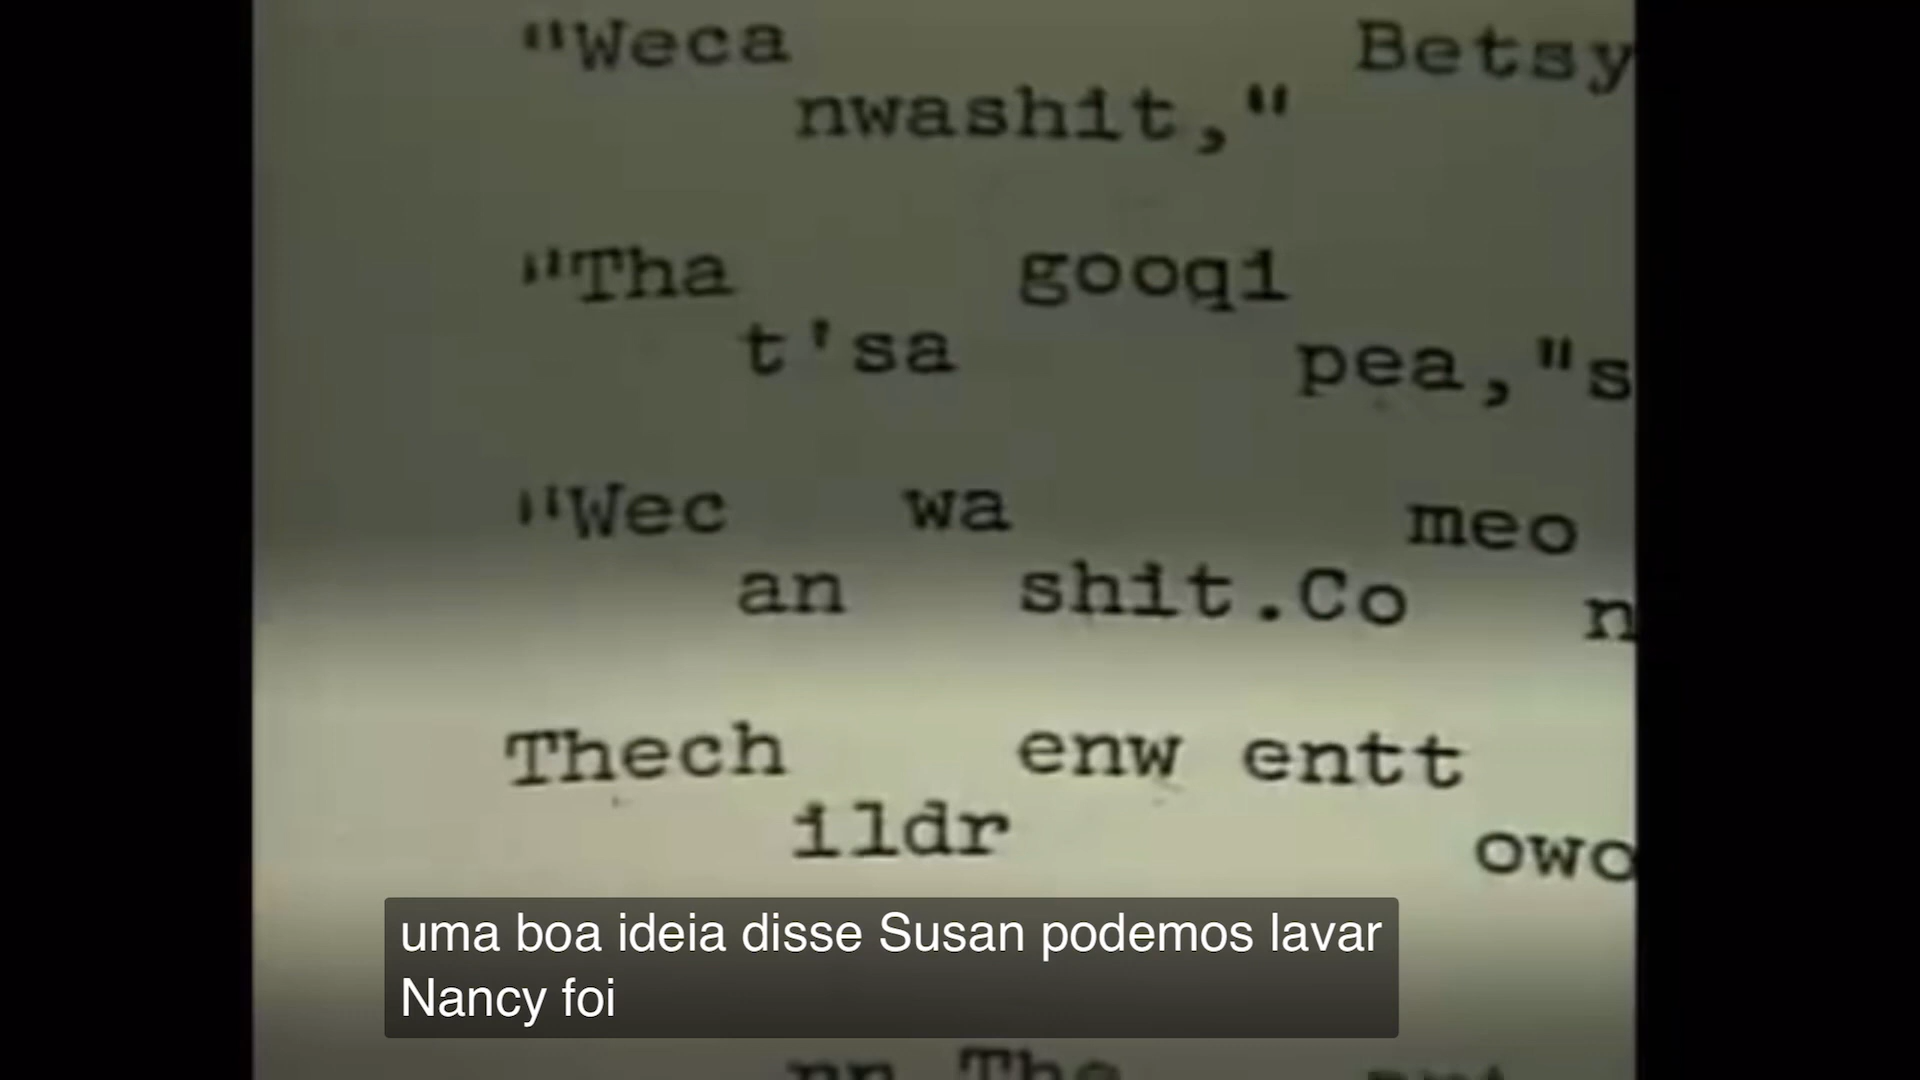 "Weca Betsy
nwashit,"
"Tha gooqi
t'sa pea,"s
"Wec wa meo
an shit.Co n
Thech enw entt
ildr owo
uma boa ideia disse Susan podemos lavar
Nancy foi